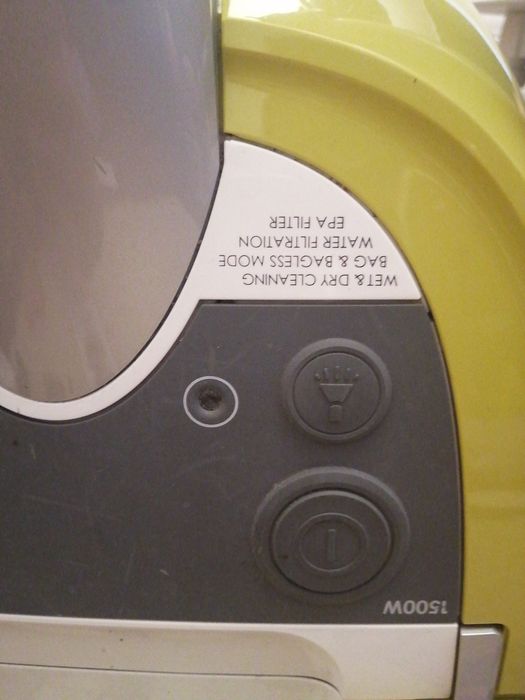 1500W
WET & DRY CLEANING
BAG & BAGLESS MODE
WATER FILTRATION
EPA FILTER